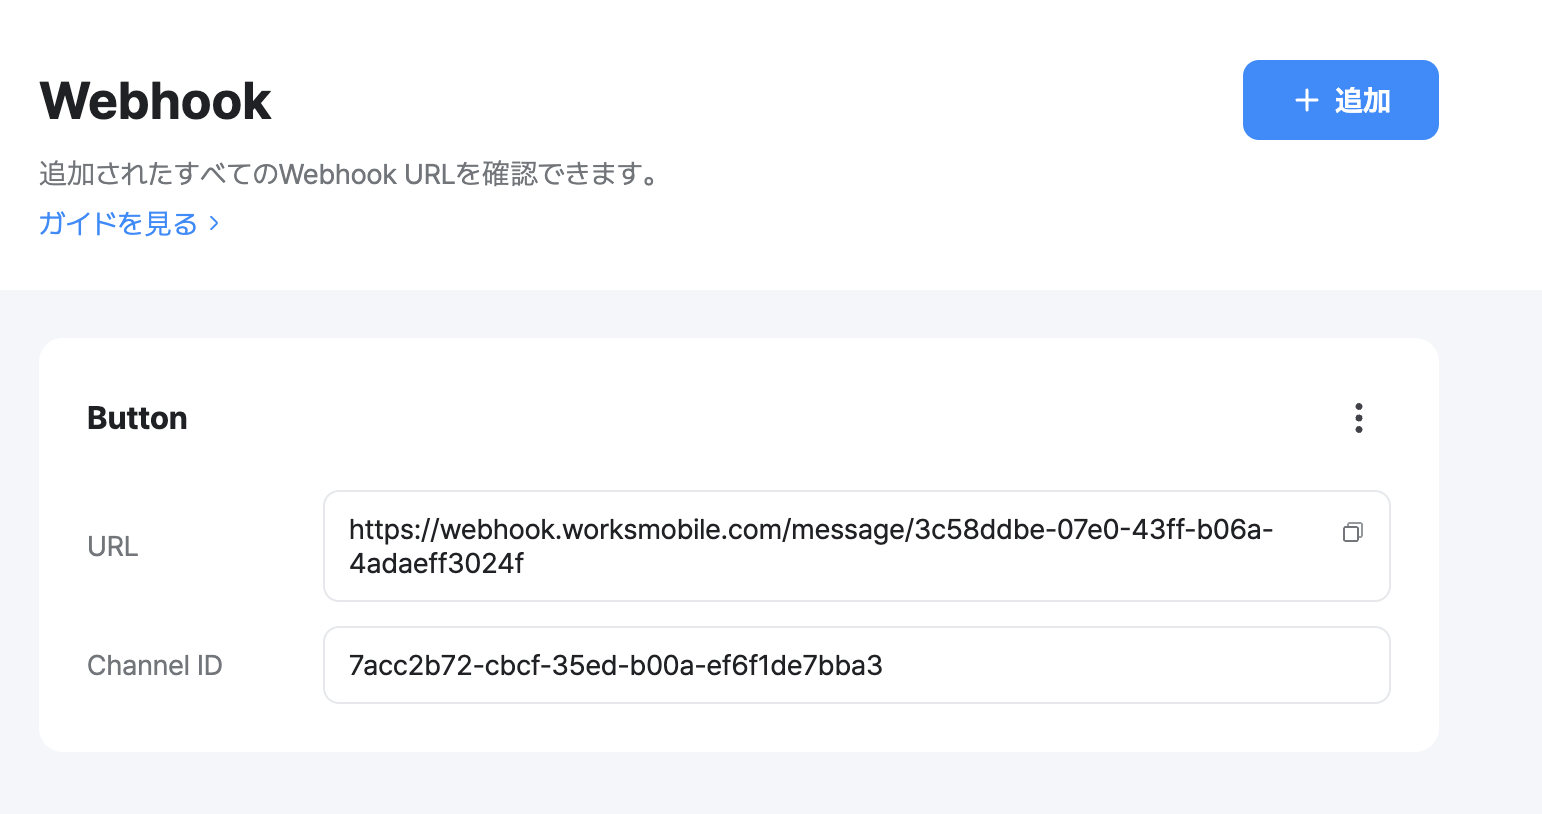 Webhook
追加
追加されたすべてのWebhook URLを確認できます。
ガイドを見る
Button
URL
https://webhook.worksmobile.com/message/3c58ddbe-07e0-43ff-b06a-
4adaeff3024f
Channel ID
7acc2b72-cbcf-35ed-b00a-ef6f1de7bba3